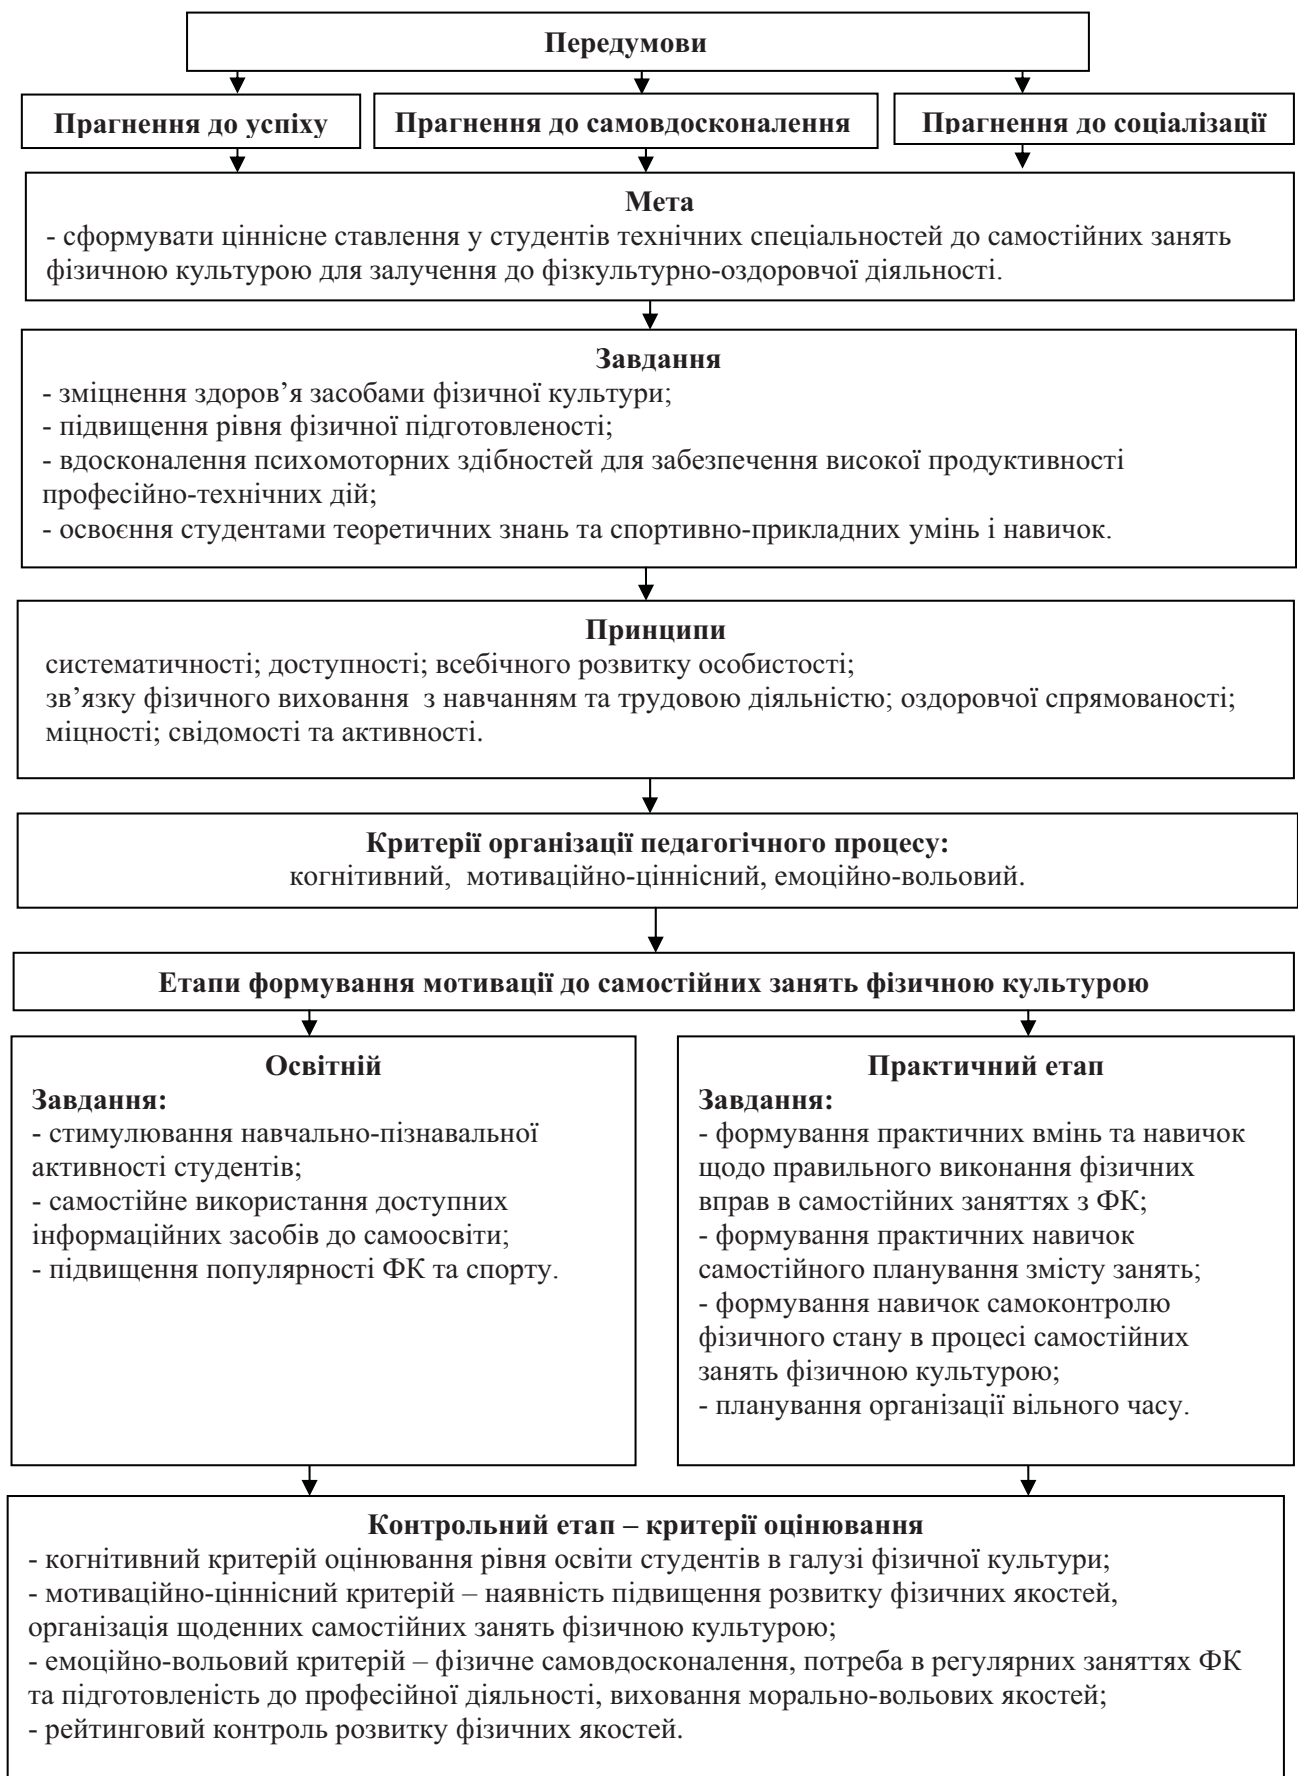 Передумови
Прагнення до успіху
Прагнення до самовдосконалення
Прагнення до соціалізації
Мета
- сформувати ціннісне ставлення у студентів технічних спеціальностей до самостійних занять
фізичною культурою для залучення до фізкультурно-оздоровчої діяльності.
Завдання
- зміцнення здоров’я засобами фізичної культури;
- підвищення рівня фізичної підготовленості;
- вдосконалення психомоторних здібностей для забезпечення високої продуктивності
професійно-технічних дій;
- освоєння студентами теоретичних знань та спортивно-прикладних умінь і навичок.
Принципи
систематичності; доступності; всебічного розвитку особистості;
зв’язку фізичного виховання з навчанням та трудовою діяльністю; оздоровчої спрямованості;
міцності; свідомості та активності.
Критерії організації педагогічного процесу:
когнітивний, мотиваційно-ціннісний, емоційно-вольовий.
Етапи формування мотивації до самостійних занять фізичною культурою
Освітній
Завдання:
- стимулювання навчально-пізнавальної
активності студентів;
- самостійне використання доступних
інформаційних засобів до самоосвіти;
- підвищення популярності ФК та спорту.
Практичний етап
Завдання:
- формування практичних вмінь та навичок
щодо правильного виконання фізичних
вправ в самостійних заняттях з ФК;
- формування практичних навичок
самостійного планування змісту занять;
- формування навичок самоконтролю
фізичного стану в процесі самостійних
занять фізичною культурою;
- планування організації вільного часу.
Контрольний етап – критерії оцінювання
- когнітивний критерій оцінювання рівня освіти студентів в галузі фізичної культури;
- мотиваційно-ціннісний критерій – наявність підвищення розвитку фізичних якостей,
організація щоденних самостійних занять фізичною культурою;
- емоційно-вольовий критерій – фізичне самовдосконалення, потреба в регулярних заняттях ФК
та підготовленість до професійної діяльності, виховання морально-вольових якостей;
- рейтинговий контроль розвитку фізичних якостей.